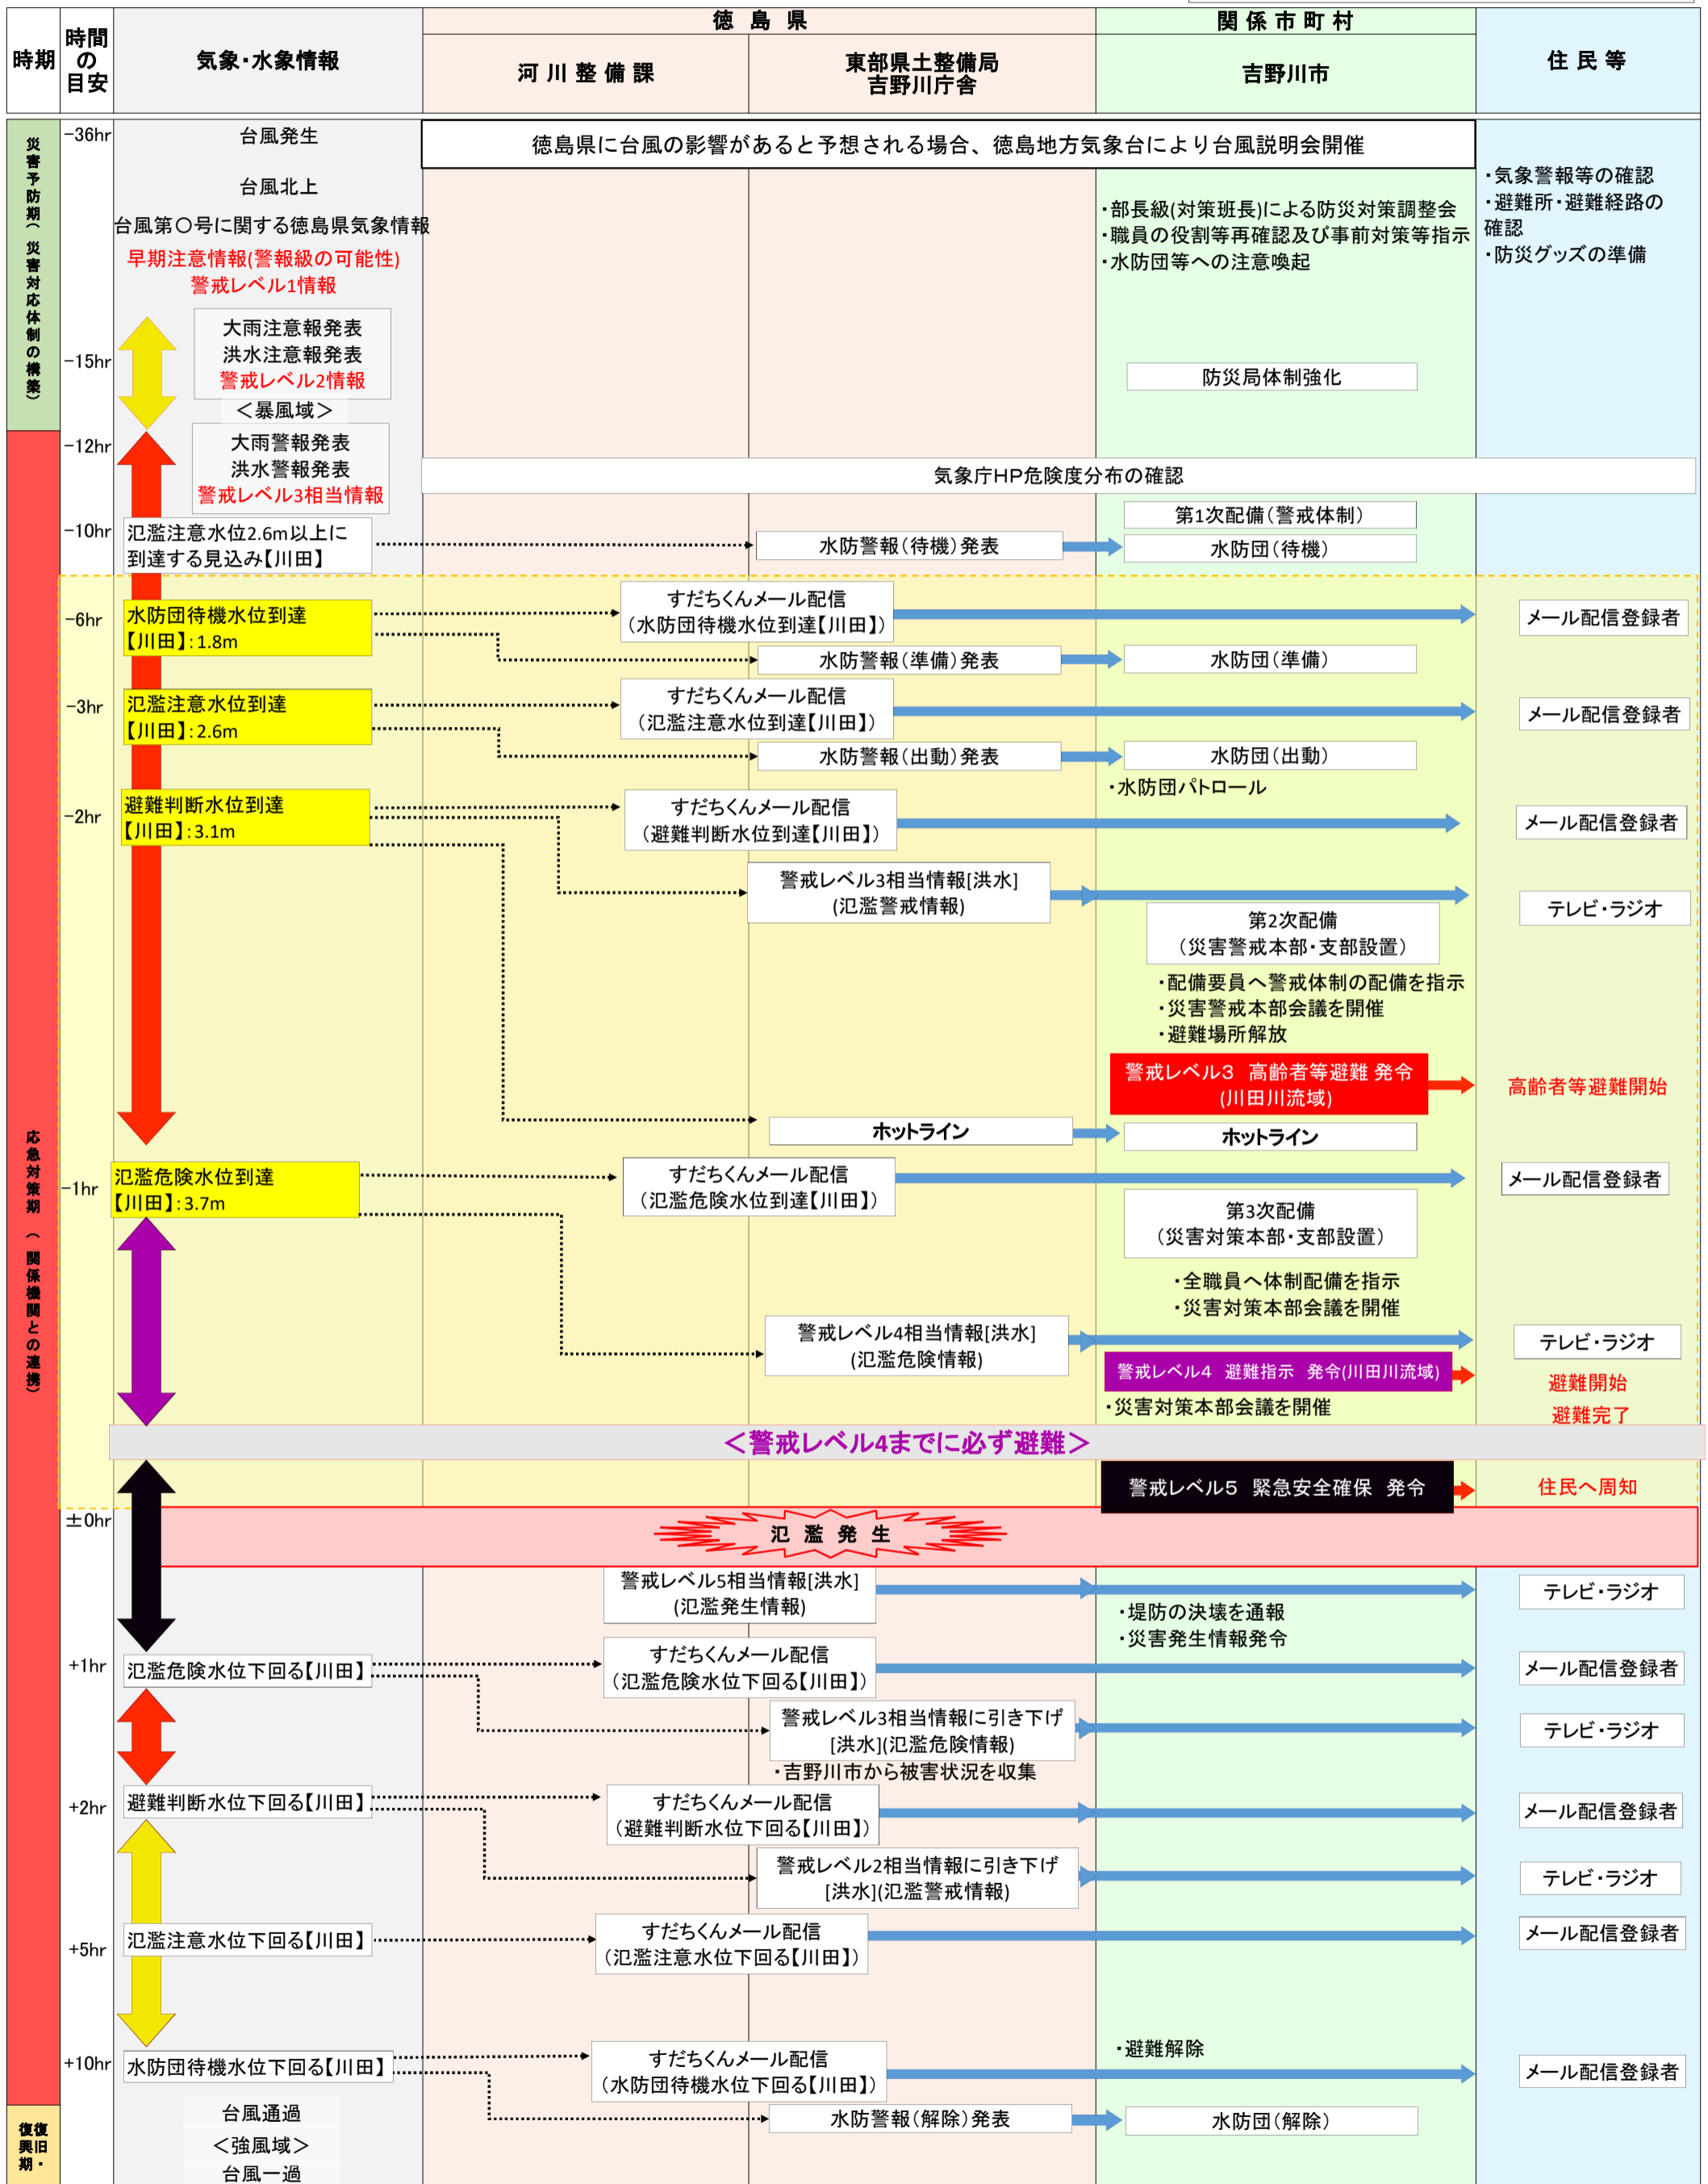 徳島県
関係市町村
時期
時間
の
目安
気象・水象情報
河川整備課
東部県土整備局
吉野川庁舎
吉野川市
住民等
災害予防期（災害対応体制の構築）
-36hr
台風発生
徳島県に台風の影響があると予想される場合、徳島地方気象台により台風説明会開催
台風北上
台風第〇号に関する徳島県気象情報
早期注意情報(警報級の可能性)
警戒レベル1情報
・部長級(対策班長)による防災対策調整会
・職員の役割等再確認及び事前対策等指示
・水防団等への注意喚起
・気象警報等の確認
・避難所・避難経路の
確認
・防災グッズの準備
-15hr
大雨注意報発表
洪水注意報発表
警戒レベル2情報
＜暴風域＞
防災局体制強化
応急対策期（関係機関との連携）
-12hr
大雨警報発表
洪水警報発表
警戒レベル3相当情報
気象庁HP危険度分布の確認
-10hr
氾濫注意水位2.6m以上に
到達する見込み【川田】
水防警報（待機）発表
第1次配備（警戒体制）
水防団（待機）
-6hr
水防団待機水位到達
【川田】：1.8m
すだちくんメール配信
（水防団待機水位到達【川田】）
メール配信登録者
水防警報（準備）発表
水防団（準備）
-3hr
氾濫注意水位到達
【川田】：2.6m
すだちくんメール配信
（氾濫注意水位到達【川田】）
メール配信登録者
水防警報（出動）発表
水防団（出動）
・水防団パトロール
-2hr
避難判断水位到達
【川田】：3.1m
すだちくんメール配信
（避難判断水位到達【川田】）
メール配信登録者
警戒レベル3相当情報[洪水]
(氾濫警戒情報)
テレビ・ラジオ
第2次配備
（災害警戒本部・支部設置）
・配備要員へ警戒体制の配備を指示
・災害警戒本部会議を開催
・避難場所解放
警戒レベル３　高齢者等避難 発令
(川田川流域)
高齢者等避難開始
ホットライン
ホットライン
-1hr
氾濫危険水位到達
【川田】：3.7m
すだちくんメール配信
（氾濫危険水位到達【川田】）
メール配信登録者
第3次配備
（災害対策本部・支部設置）
・全職員へ体制配備を指示
・災害対策本部会議を開催
警戒レベル4相当情報[洪水]
(氾濫危険情報)
テレビ・ラジオ
警戒レベル４　避難指示　発令(川田川流域)
避難開始
・災害対策本部会議を開催
避難完了
＜警戒レベル4までに必ず避難＞
警戒レベル５　緊急安全確保　発令
住民へ周知
±0hr
氾濫発生
警戒レベル5相当情報[洪水]
(氾濫発生情報)
テレビ・ラジオ
・堤防の決壊を通報
・災害発生情報発令
+1hr
氾濫危険水位下回る【川田】
すだちくんメール配信
（氾濫危険水位下回る【川田】）
メール配信登録者
警戒レベル3相当情報に引き下げ
[洪水](氾濫危険情報)
テレビ・ラジオ
・吉野川市から被害状況を収集
+2hr
避難判断水位下回る【川田】
すだちくんメール配信
（避難判断水位下回る【川田】）
メール配信登録者
警戒レベル2相当情報に引き下げ
[洪水](氾濫警戒情報)
テレビ・ラジオ
+5hr
氾濫注意水位下回る【川田】
すだちくんメール配信
（氾濫注意水位下回る【川田】）
メール配信登録者
+10hr
水防団待機水位下回る【川田】
すだちくんメール配信
（水防団待機水位下回る【川田】）
・避難解除
メール配信登録者
水防警報（解除）発表
水防団（解除）
復旧・
復興期
台風通過
＜強風域＞
台風一過